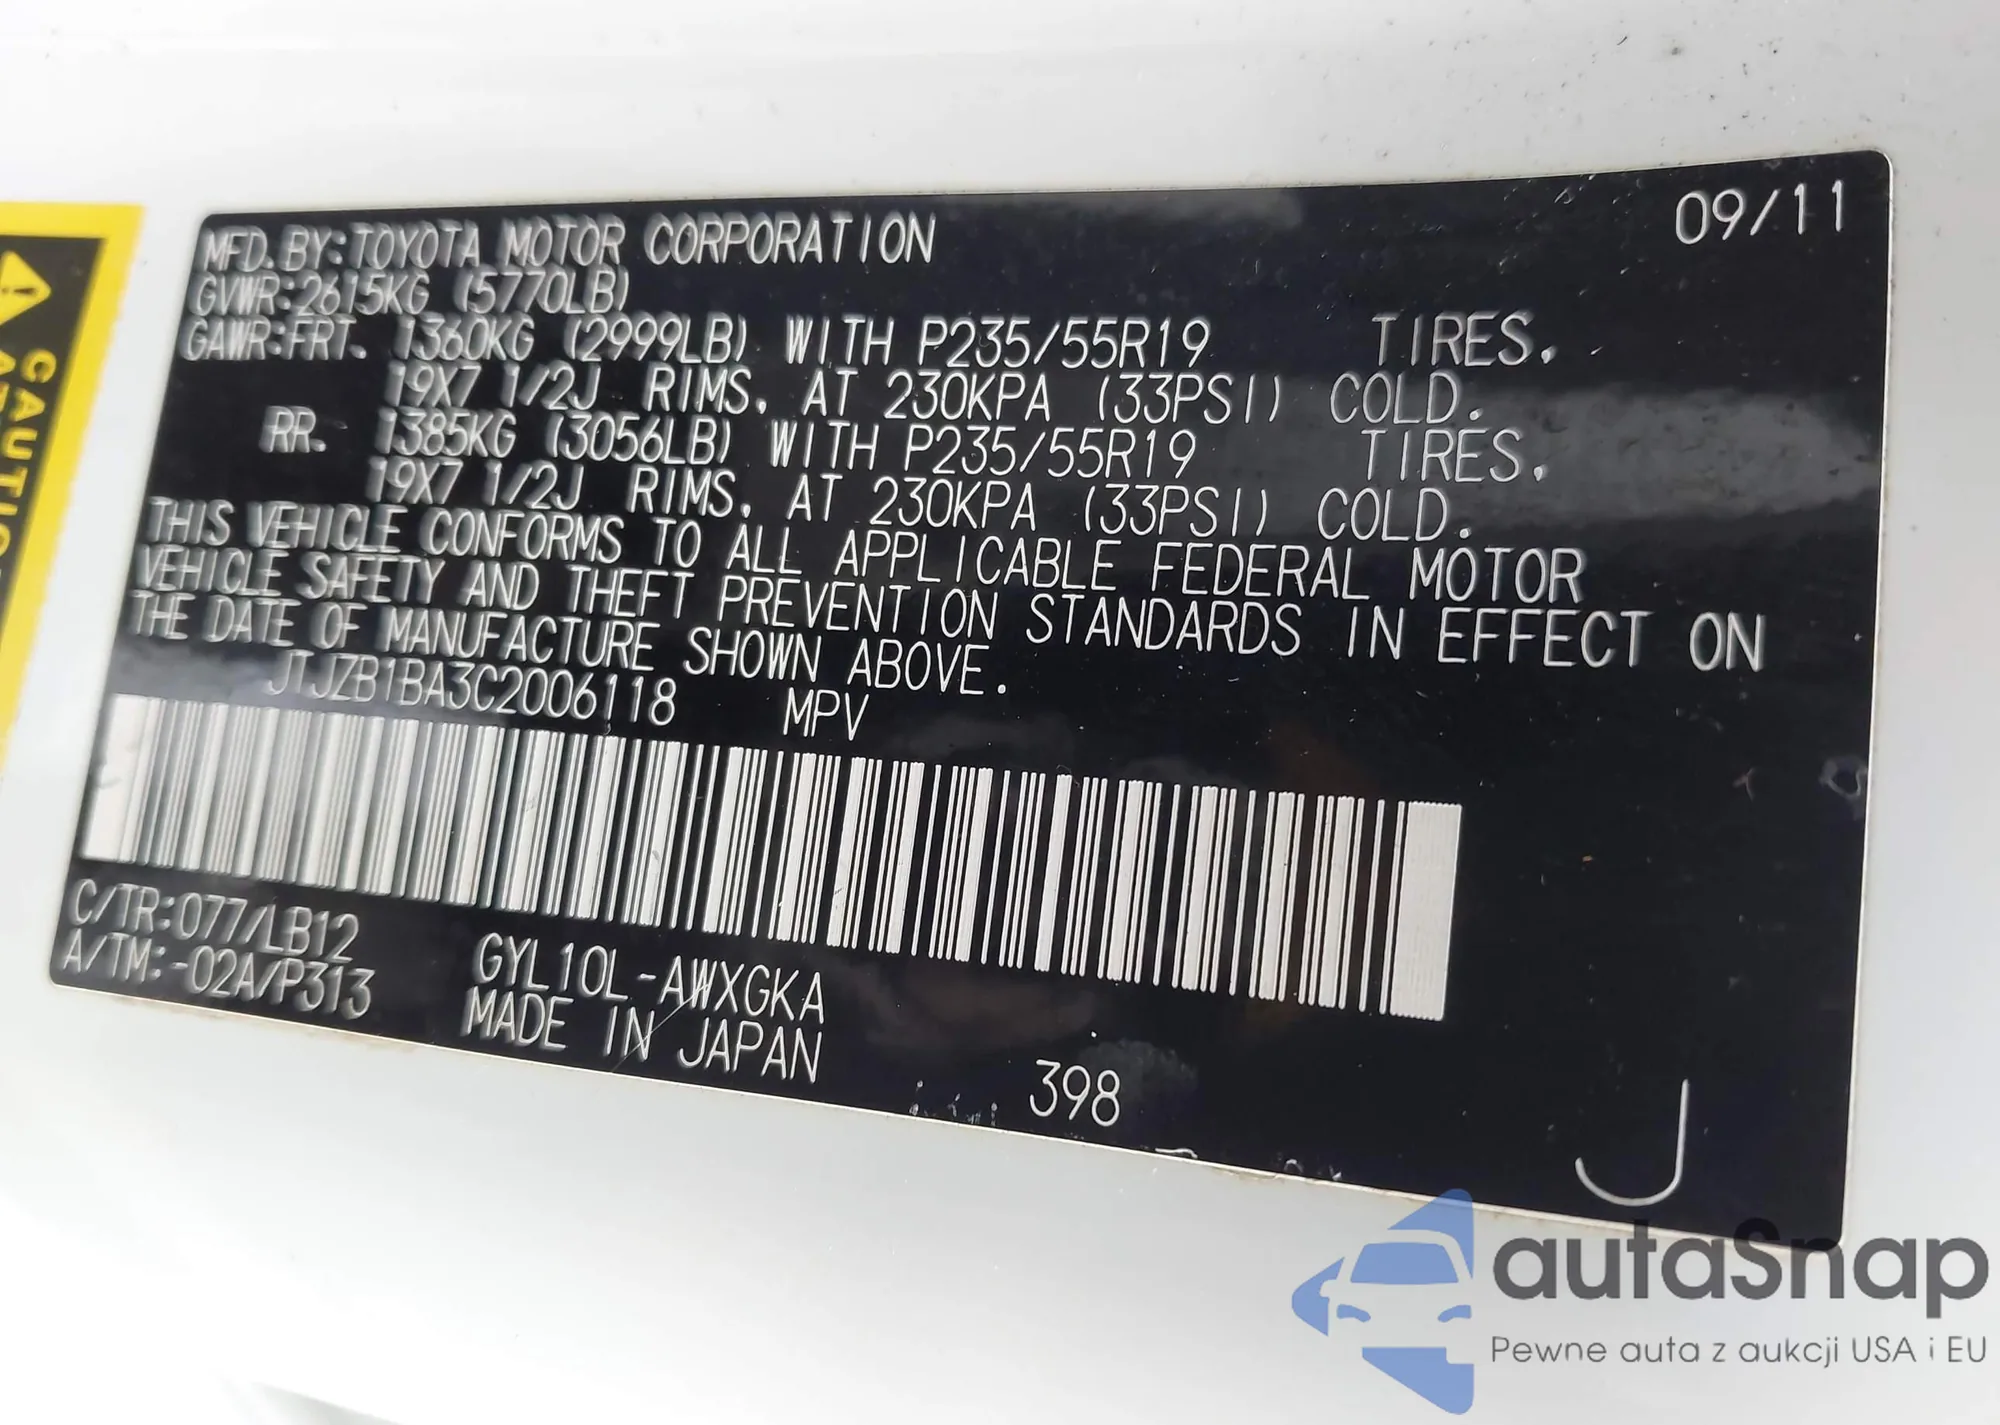 09/11
MFD.BY:TOYOTA MOTOR CORPORATION
GVWR:2615KG (5770LB)
GAWR:FRT. 1360KG (2999LB) WITH P235/55R19 TIRES.
19X7 1/2J RIMS, AT 230KPA (33PSI) COLD.
RR. 1385KG (3056LB) WITH P235/55R19 TIRES,
19X7 1/2J RIMS, AT 230KPA (33PSI) COLD.
THIS VEHICLE CONFORMS TO ALL APPLICABLE FEDERAL MOTOR
VEHICLE SAFETY AND THEFT PREVENTION STANDARDS IN EFFECT ON
THE DATE OF MANUFACTURE SHOWN ABOVE.
JTJZB1BA3C2006118 MPV
C/TR:077/LB12
A/TM:-02A/P313
GYL10L-AWXGKA
MADE IN JAPAN
398
J
autaSnap
Pewne auta z aukcji USA i EU